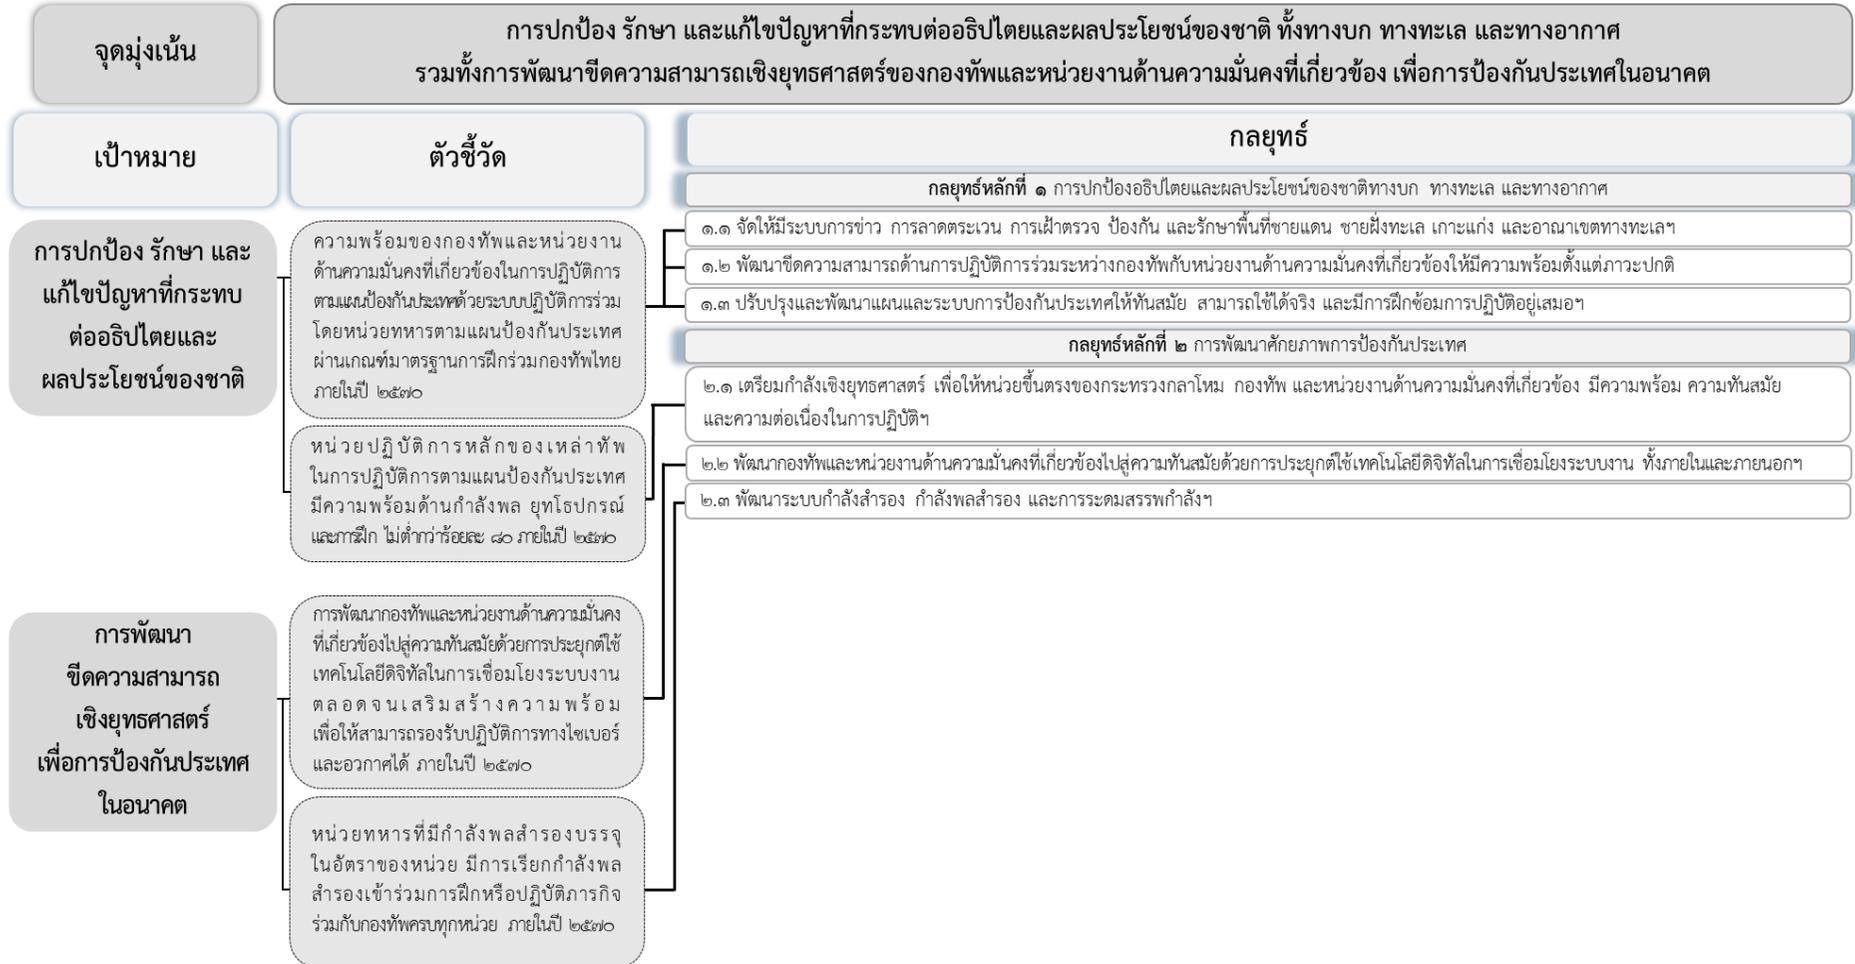 จุดมุ่งเน้น
การปกป้อง รักษา และแก้ไขปัญหาที่กระทบต่ออธิปไตยและผลประโยชน์ของชาติ ทั้งทางบก ทางทะเล และทางอากาศ
รวมทั้งการพัฒนาขีดความสามารถเชิงยุทธศาสตร์ของกองทัพและหน่วยงานด้านความมั่นคงที่เกี่ยวข้อง เพื่อการป้องกันประเทศในอนาคต
เป้าหมาย
ตัวชี้วัด
กลยุทธ์
การปกป้อง รักษา และ
แก้ไขปัญหาที่กระทบ
ต่ออธิปไตยและ
ผลประโยชน์ของชาติ
ความพร้อมของกองทัพและหน่วยงาน
ด้านความมั่นคงที่เกี่ยวข้องในการปฏิบัติการ
ตามแผนป้องกันประเทศด้วยระบบปฏิบัติการร่วม
โดยหน่วยทหารตามแผนป้องกันประเทศ
ผ่านเกณฑ์มาตรฐานการฝึกร่วมกองทัพไทย
ภายในปี ๒๕๗๐
หน่วยปฏิบัติการหลักของเหล่าทัพ
ในการปฏิบัติการตามแผนป้องกันประเทศ
มีความพร้อมด้านกำลังพล ยุทโธปกรณ์
และการฝึก ไม่ต่ำกว่าร้อยละ ๘๐ ภายในปี ๒๕๗๐
กลยุทธ์หลักที่ ๑ การปกป้องอธิปไตยและผลประโยชน์ของชาติทางบก ทางทะเล และทางอากาศ
๑.๑ จัดให้มีระบบการข่าว การลาดตระเวน การเฝ้าตรวจ ป้องกัน และรักษาพื้นที่ชายแดน ชายฝั่งทะเล เกาะแก่ง และอาณาเขตทางทะเลฯ
๑.๒ พัฒนาขีดความสามารถด้านการปฏิบัติการร่วมระหว่างกองทัพกับหน่วยงานด้านความมั่นคงที่เกี่ยวข้องให้มีความพร้อมตั้งแต่ภาวะปกติ
๑.๓ ปรับปรุงและพัฒนาแผนและระบบการป้องกันประเทศให้ทันสมัย สามารถใช้ได้จริง และมีการฝึกซ้อมการปฏิบัติอยู่เสมอฯ
กลยุทธ์หลักที่ ๒ การพัฒนาศักยภาพการป้องกันประเทศ
๒.๑ เตรียมกำลังเชิงยุทธศาสตร์ เพื่อให้หน่วยขึ้นตรงของกระทรวงกลาโหม กองทัพ และหน่วยงานด้านความมั่นคงที่เกี่ยวข้อง มีความพร้อม ความทันสมัย
และความต่อเนื่องในการปฏิบัติฯ
๒.๒ พัฒนากองทัพและหน่วยงานด้านความมั่นคงที่เกี่ยวข้องไปสู่ความทันสมัยด้วยการประยุกต์ใช้เทคโนโลยีดิจิทัลในการเชื่อมโยงระบบงาน ทั้งภายในและภายนอกฯ
๒.๓ พัฒนาระบบกำลังสำรอง กำลังพลสำรอง และการระดมสรรพกำลังฯ
การพัฒนา
ขีดความสามารถ
เชิงยุทธศาสตร์
เพื่อการป้องกันประเทศ
ในอนาคต
การพัฒนากองทัพและหน่วยงานด้านความมั่นคง
ที่เกี่ยวข้องไปสู่ความทันสมัยด้วยการประยุกต์ใช้
เทคโนโลยีดิจิทัลในการเชื่อมโยงระบบงาน
ตลอดจนเสริมสร้างความพร้อม
เพื่อให้สามารถรองรับปฏิบัติการทางไซเบอร์
และอวกาศได้ ภายในปี ๒๕๗๐
หน่วยทหารที่มีกำลังพลสำรองบรรจุ
ในอัตราของหน่วย มีการเรียกกำลังพล
สำรองเข้าร่วมการฝึกหรือปฏิบัติภารกิจ
ร่วมกับกองทัพครบทุกหน่วย ภายในปี ๒๕๗๐